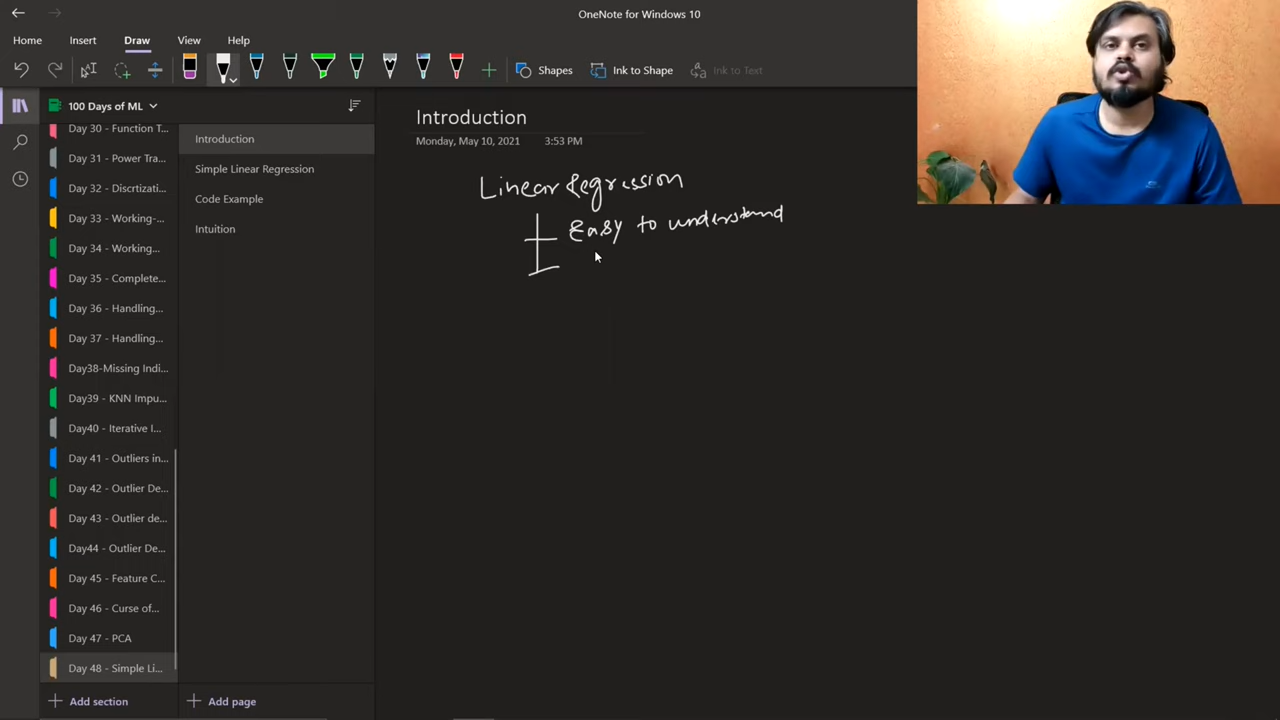 OneNote for Windows 10
Home
Insert
Draw
View
Help
Shapes
Ink to Shape
Ink to Text
100 Days of ML
Day 30 - Function T...
Day 31 - Power Tra...
Day 32 - Discrtizati...
Day 33 - Working-...
Day 34 - Working...
Day 35 - Complete...
Day 36 - Handling...
Day 37 - Handling...
Day38-Missing Indi...
Day39 - KNN Impu...
Day40 - Iterative I...
Day 41 - Outliers in...
Day 42 - Outlier De...
Day 43 - Outlier de...
Day44 - Outlier De...
Day 45 - Feature C...
Day 46 - Curse of...
Day 47 - PCA
Day 48 - Simple Li...
Add section
Introduction
Simple Linear Regression
Code Example
Intuition
Add page
Introduction
Monday, May 10, 2021 3:53 PM
Linear Regression
Easy to understand